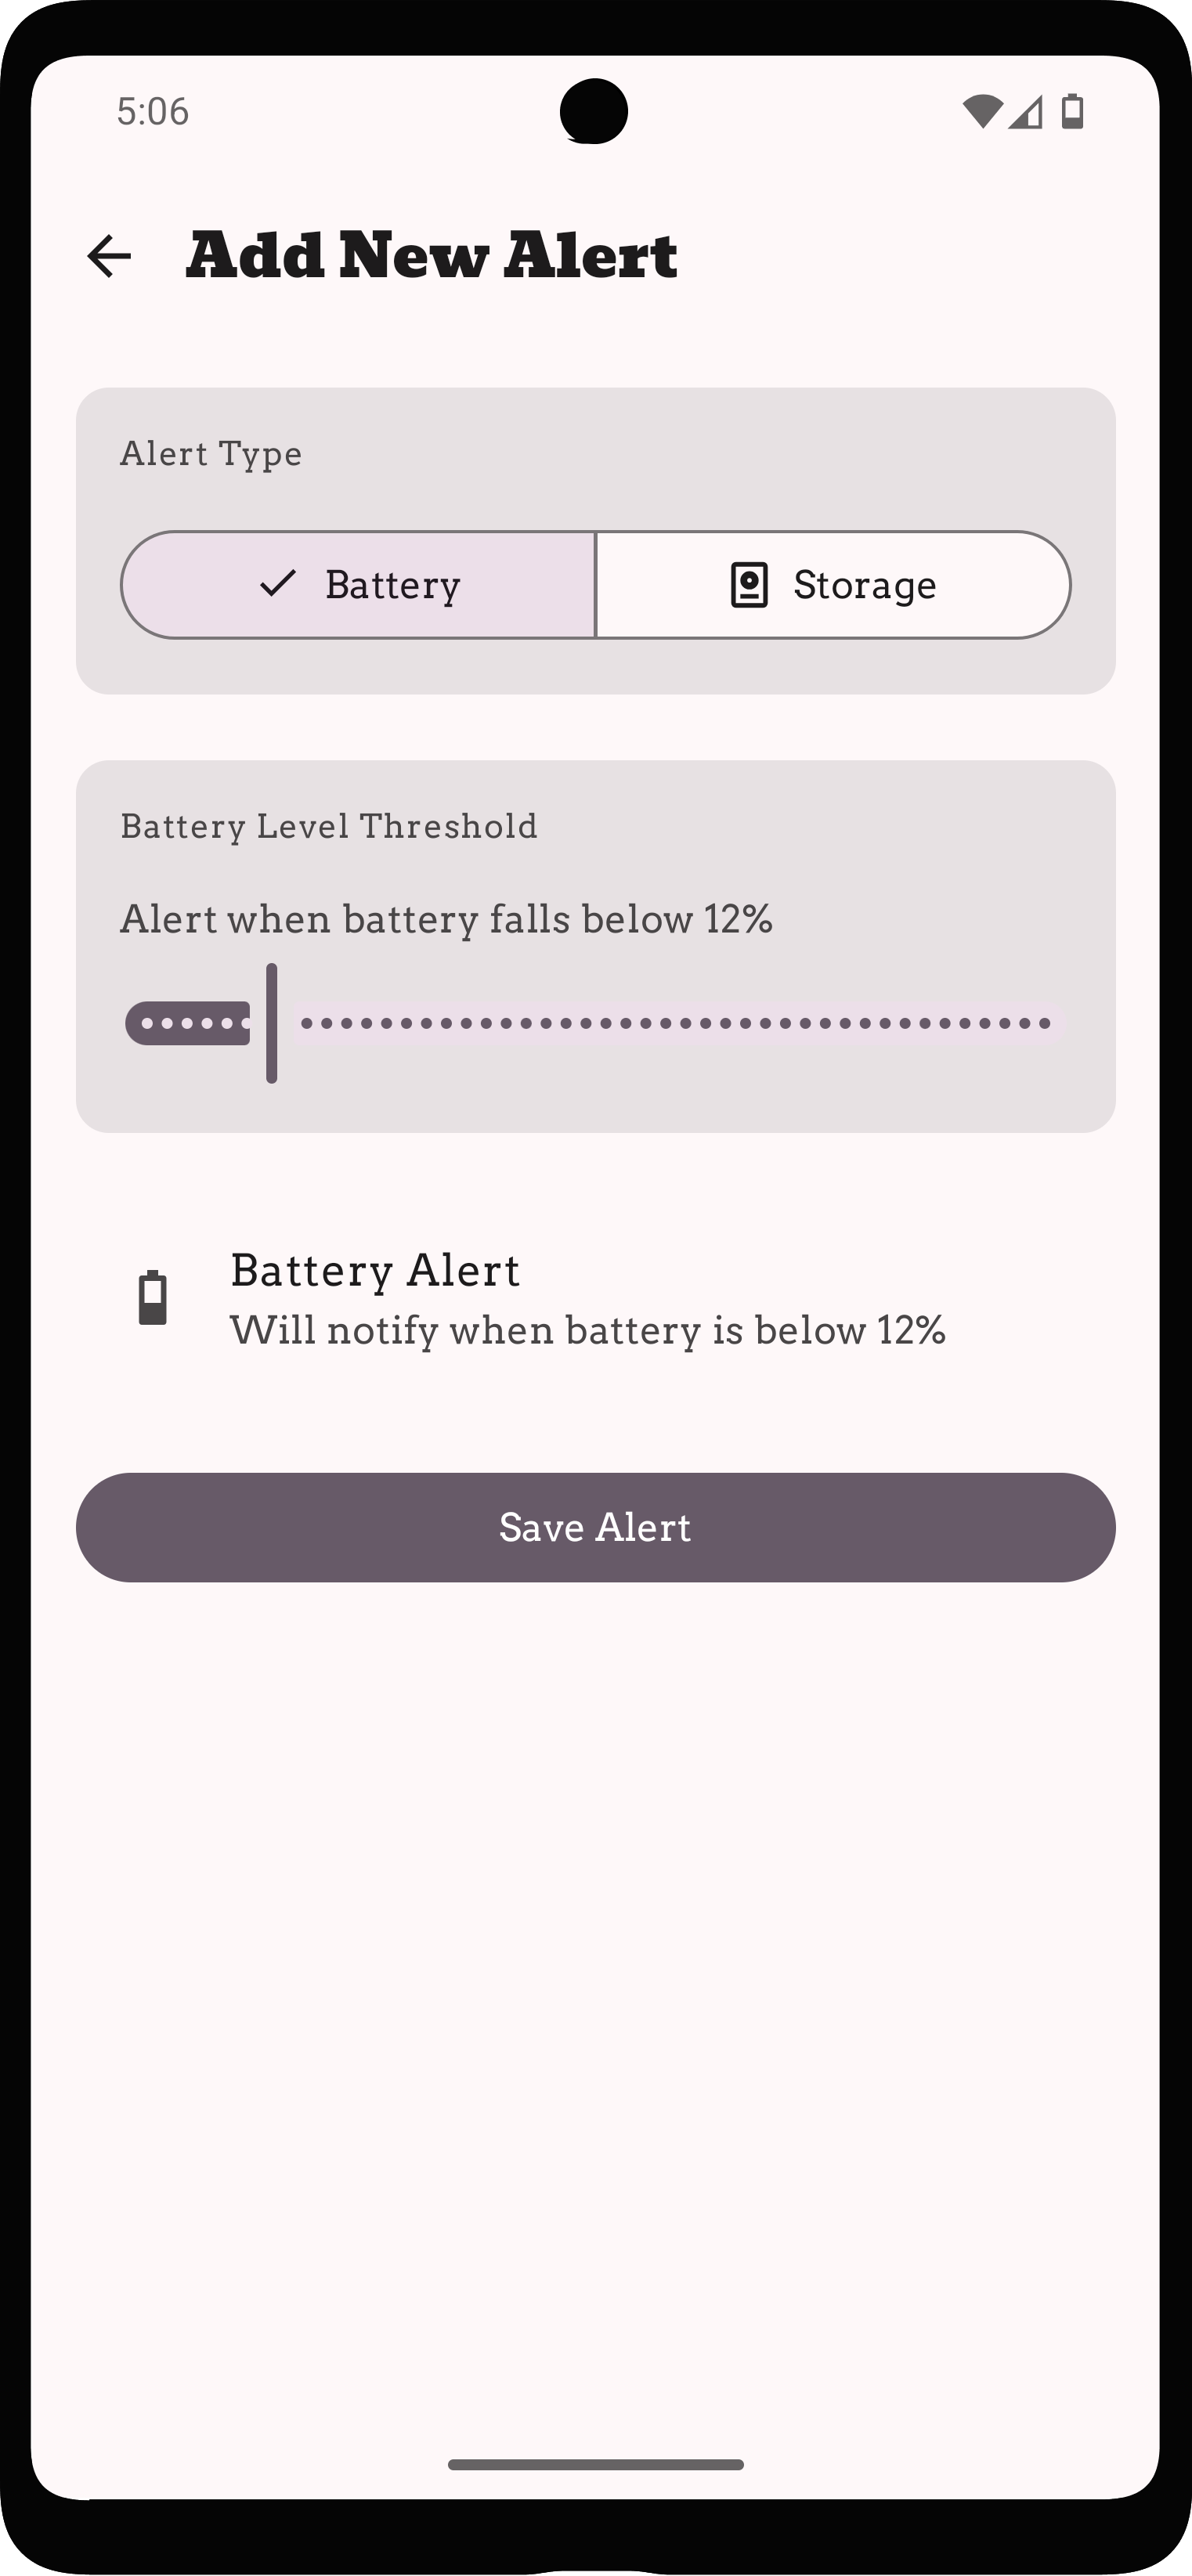 5:06
Add New Alert
Alert Type
Battery
Storage
Battery Level Threshold
Alert when battery falls below 12%
Battery Alert
Will notify when battery is below 12%
Save Alert